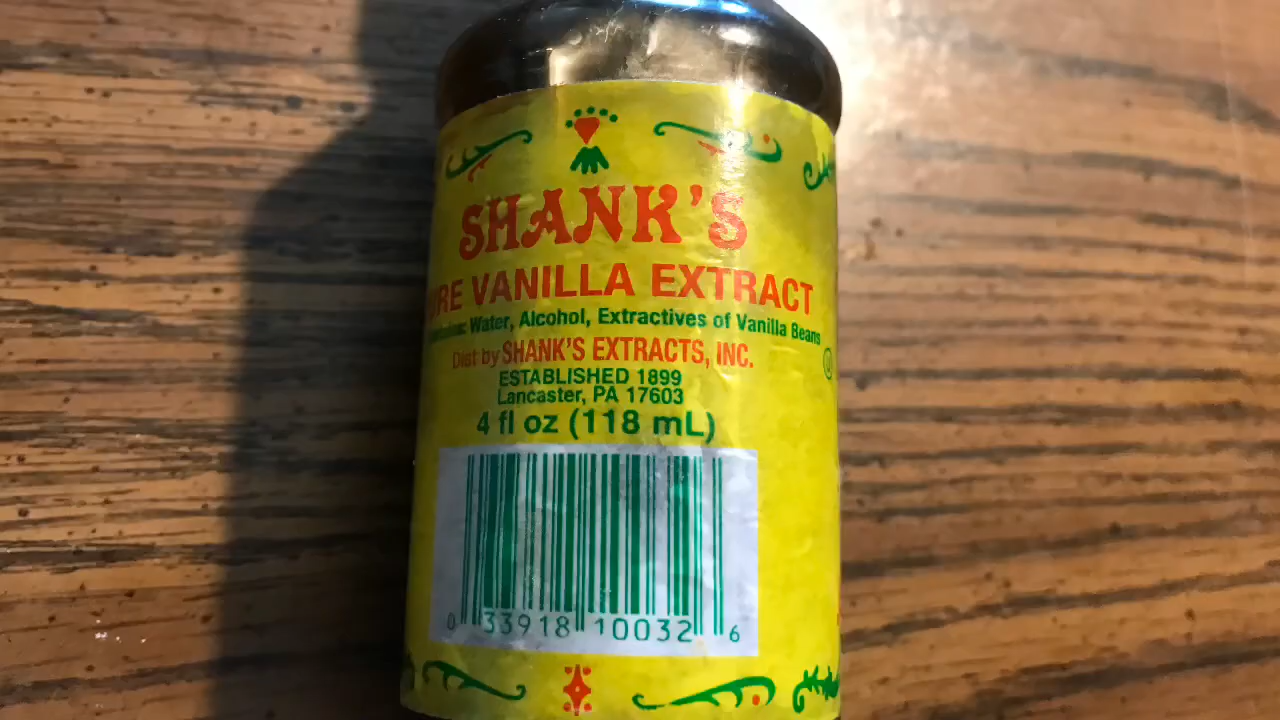 SHANK'S
VANILLA EXTRACT
Water, Alcohol, Extractives of Vanilla Beans
Dist by SHANK'S EXTRACTS, INC.
ESTABLISHED 1899
Lancaster, PA 17603
4 fl oz (118 mL)
0 33918 10032 6